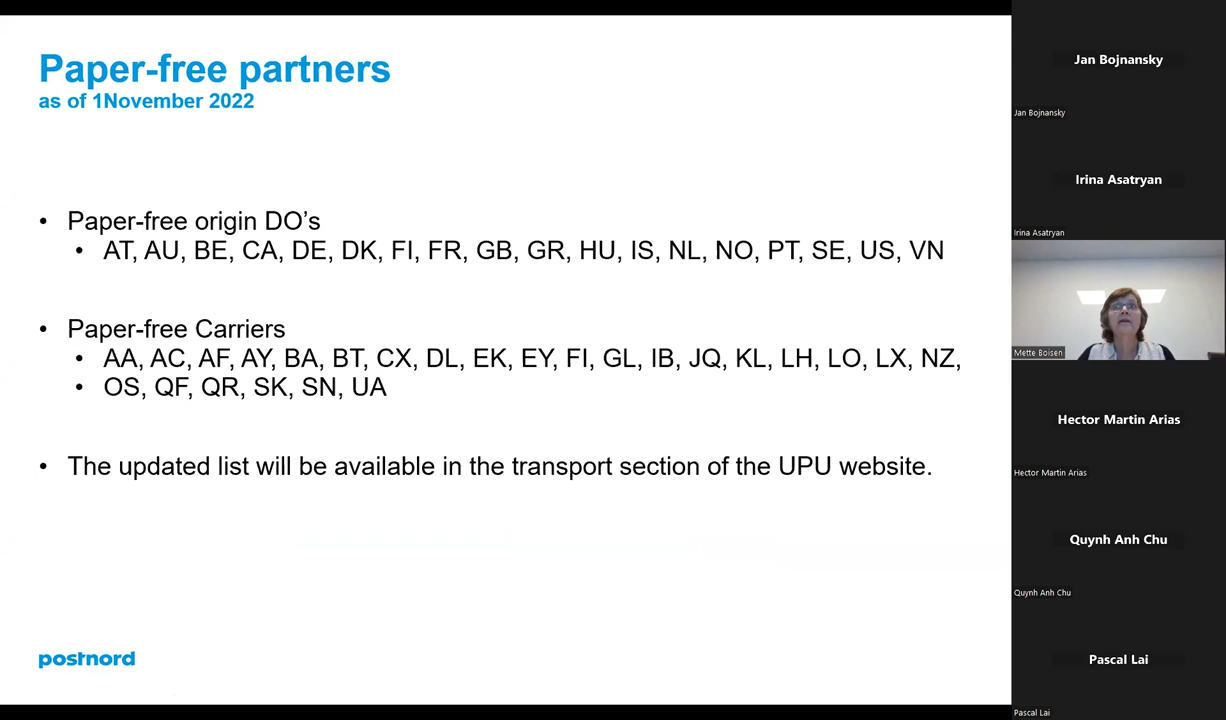 Paper-free partners
as of 1November 2022
• Paper-free origin DO’s
• AT, AU, BE, CA, DE, DK, FI, FR, GB, GR, HU, IS, NL, NO, PT, SE, US, VN
• Paper-free Carriers
• AA, AC, AF, AY, BA, BT, CX, DL, EK, EY, FI, GL, IB, JQ, KL, LH, LO, LX, NZ,
• OS, QF, QR, SK, SN, UA
• The updated list will be available in the transport section of the UPU website.
postnord
Jan Bojnansky
Jan Bojnansky
Irina Asatryan
Irina Asatryan
Mette Boisen
Hector Martin Arias
Hector Martin Arias
Quynh Anh Chu
Quynh Anh Chu
Pascal Lai
Pascal Lai